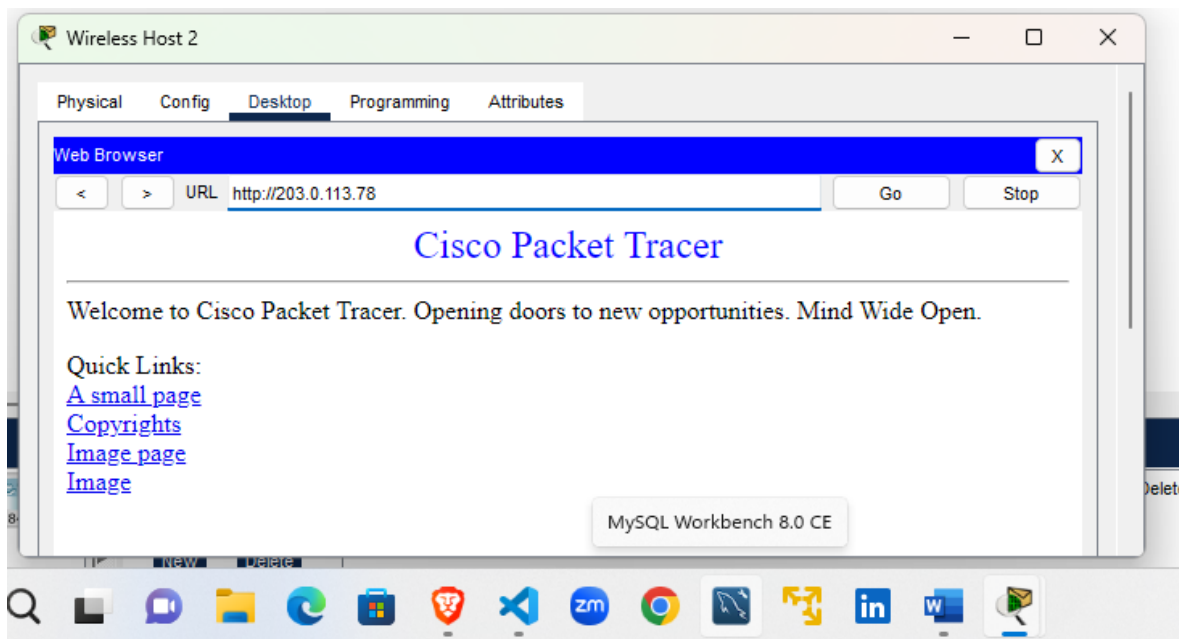 Wireless Host 2
Physical Config Desktop Programming Attributes
Web Browser X
< > URL http://203.0.113.78 Go Stop
Cisco Packet Tracer
Welcome to Cisco Packet Tracer. Opening doors to new opportunities. Mind Wide Open.
Quick Links:
A small page
Copyrights
Image page
Image
MySQL Workbench 8.0 CE
New Delete
zm in W